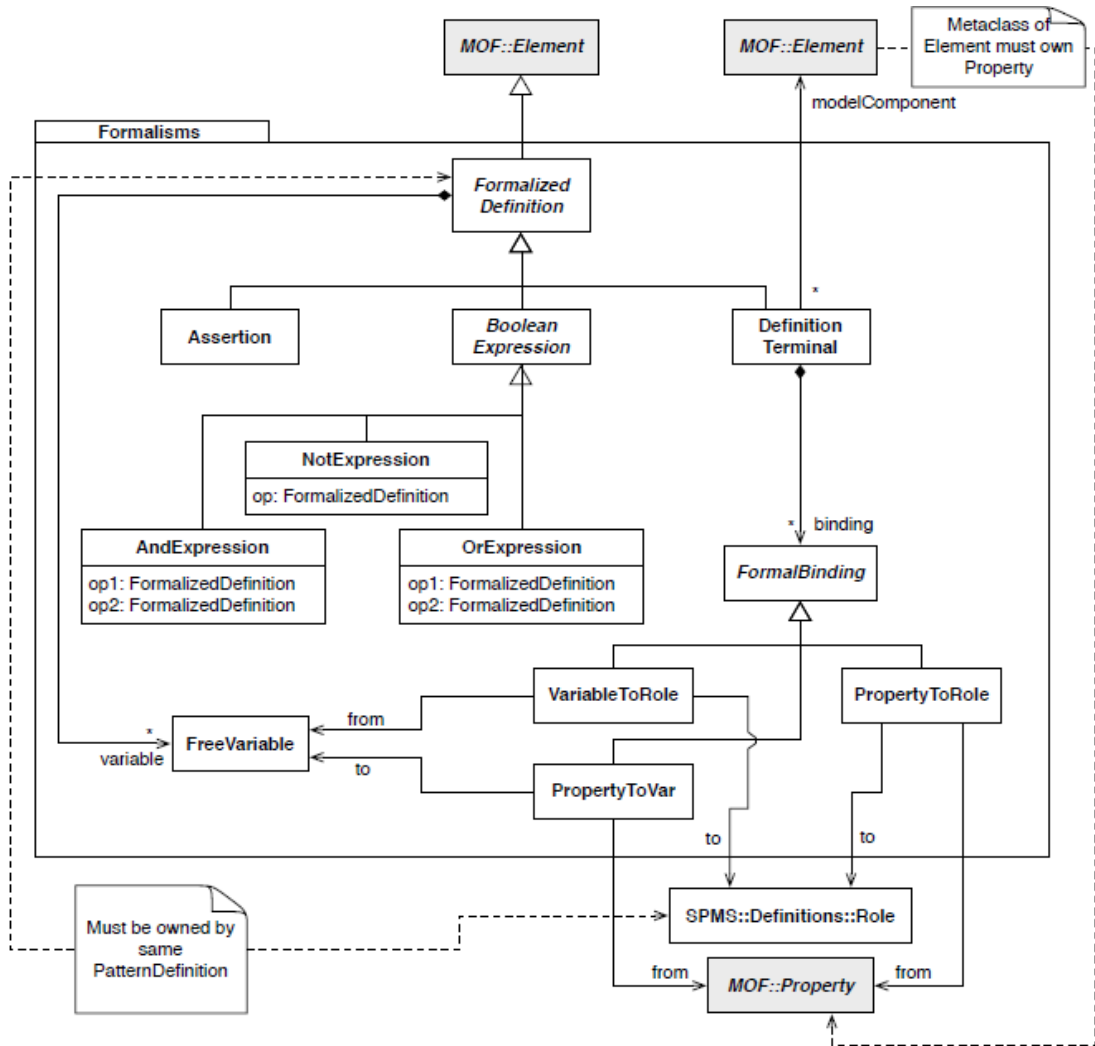 MOF::Element
MOF::Element
Metaclass of
Element must own
Property
modelComponent
Formalisms
Formalized
Definition
*
Assertion
Boolean
Expression
Definition
Terminal
NotExpression
op: FormalizedDefinition
AndExpression
op1: FormalizedDefinition
op2: FormalizedDefinition
OrExpression
op1: FormalizedDefinition
op2: FormalizedDefinition
* binding
FormalBinding
VariableToRole
PropertyToRole
from
*
variable
FreeVariable
to
PropertyToVar
to
to
Must be owned by
same
PatternDefinition
SPMS::Definitions::Role
from
from
MOF::Property